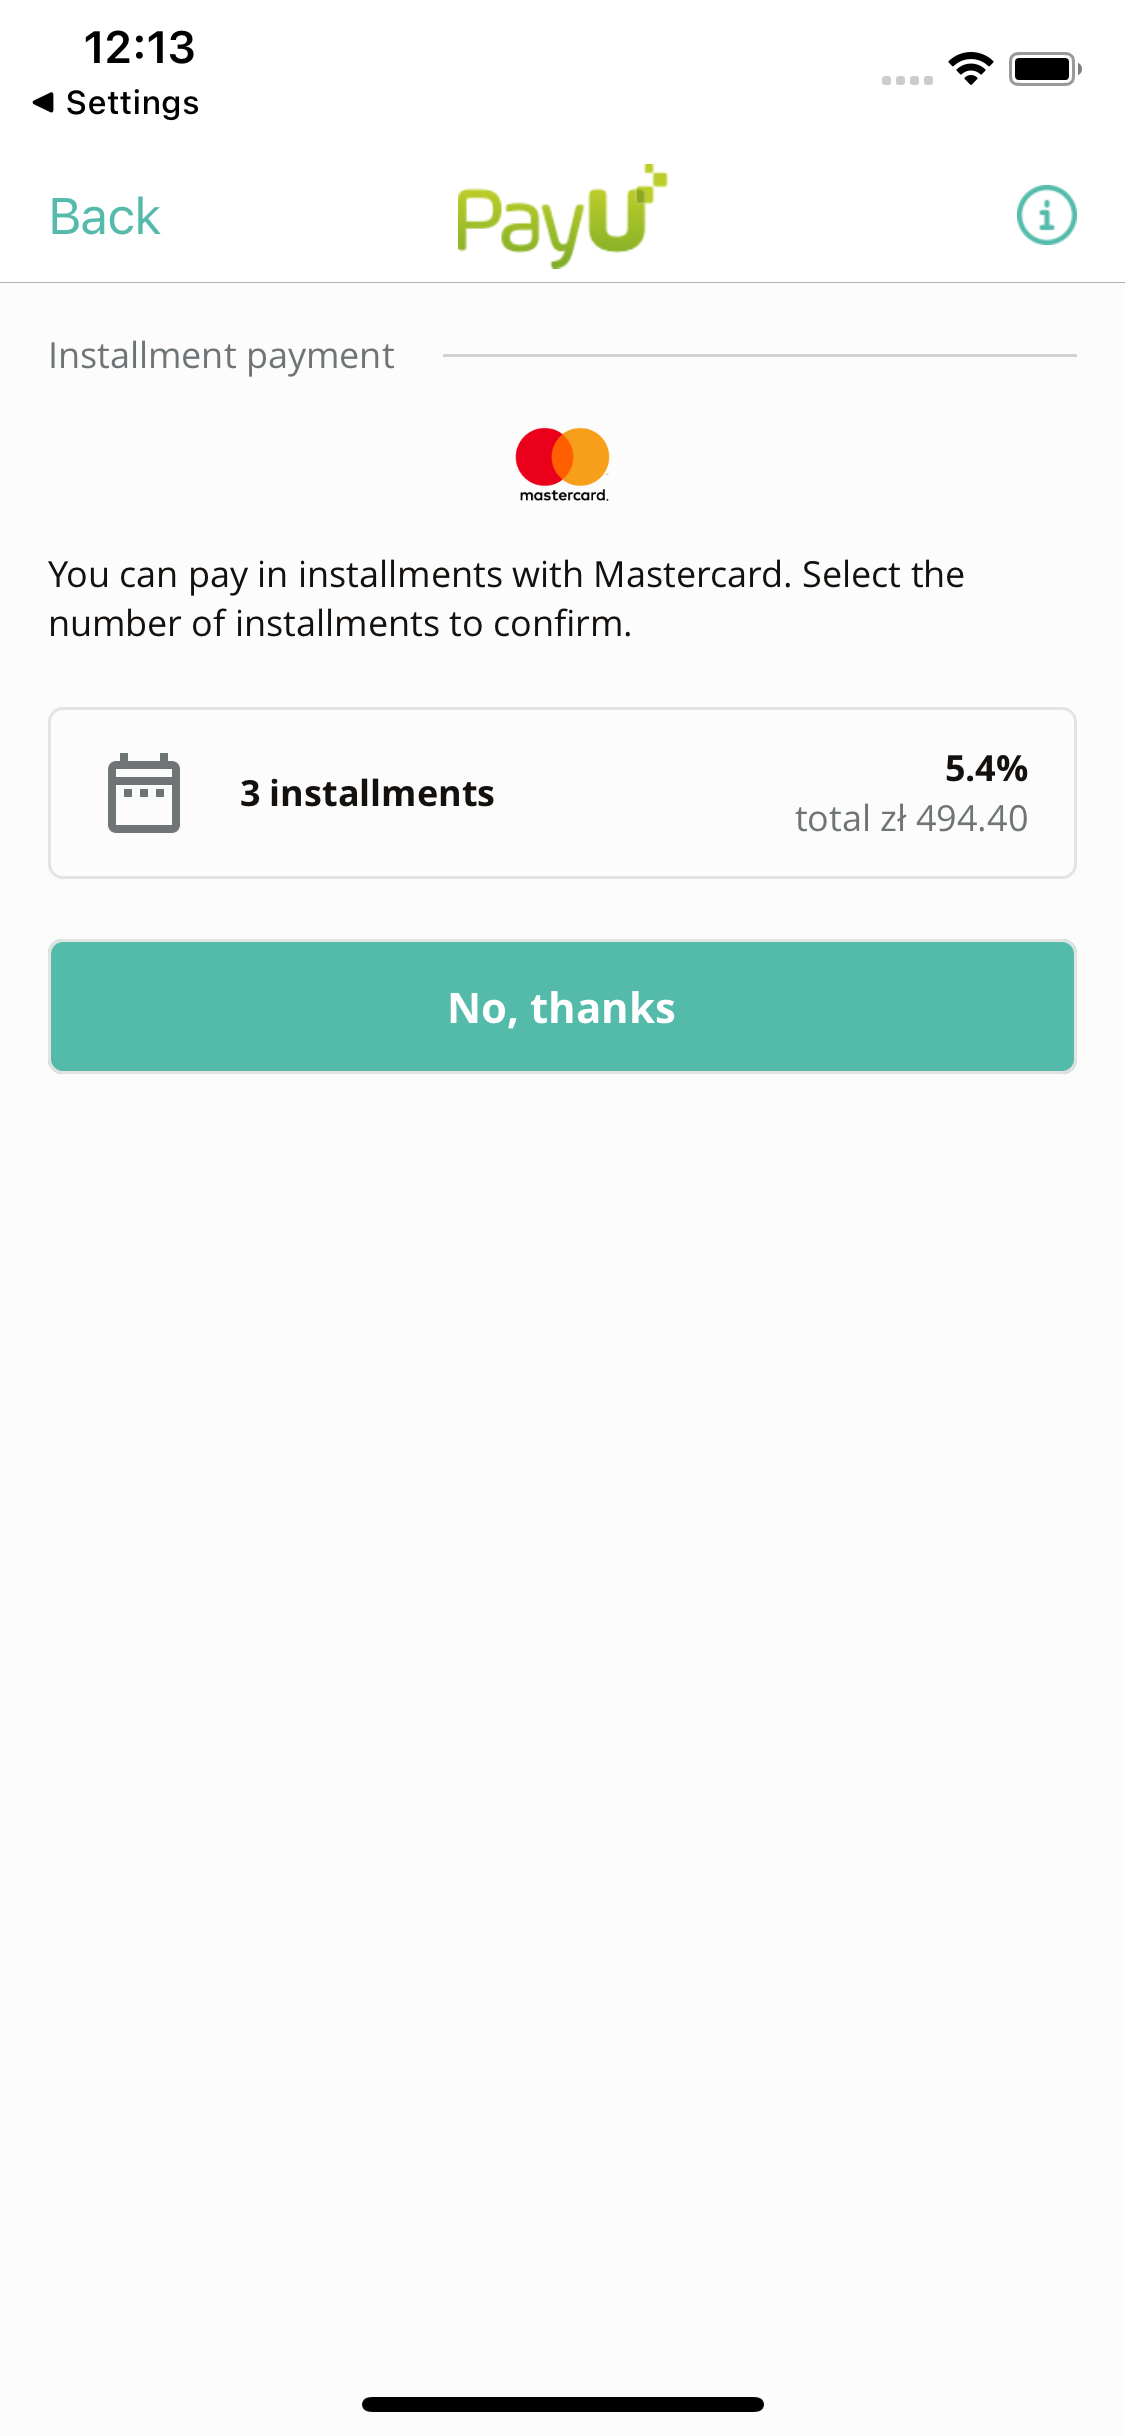 12:13
◀ Settings
Back
PayU
Installment payment
mastercard.
You can pay in installments with Mastercard. Select the
number of installments to confirm.
3 installments
5.4%
total zł 494.40
No, thanks